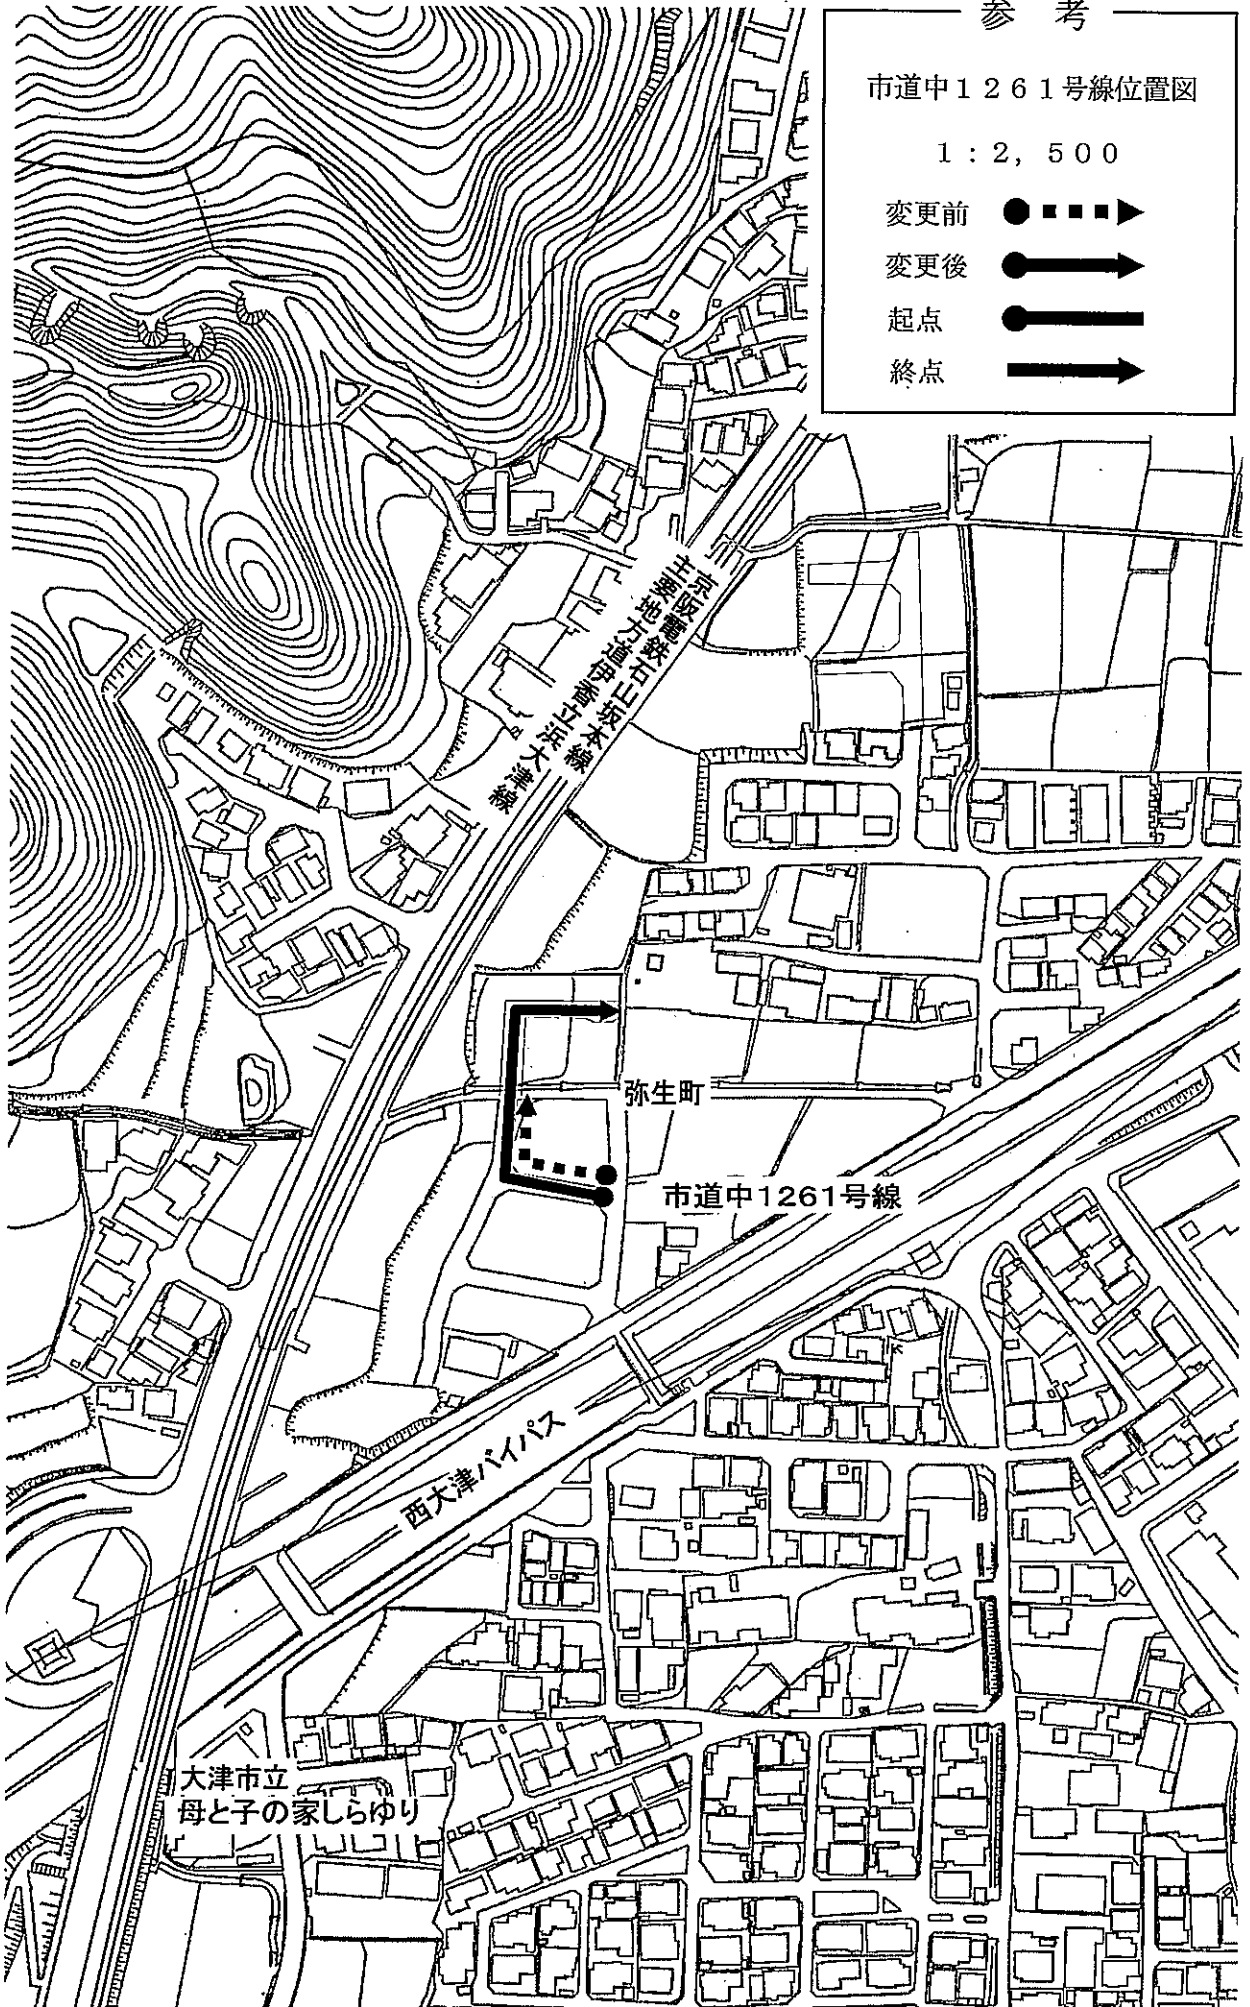 参考
市道中1261号線位置図
1：2，500
変更前
変更後
起点
終点
京阪電鉄石山坂本線
主要地方道伊香立浜大津線
弥生町
市道中1261号線
西大津バイパス
大津市立
母と子の家しらゆり